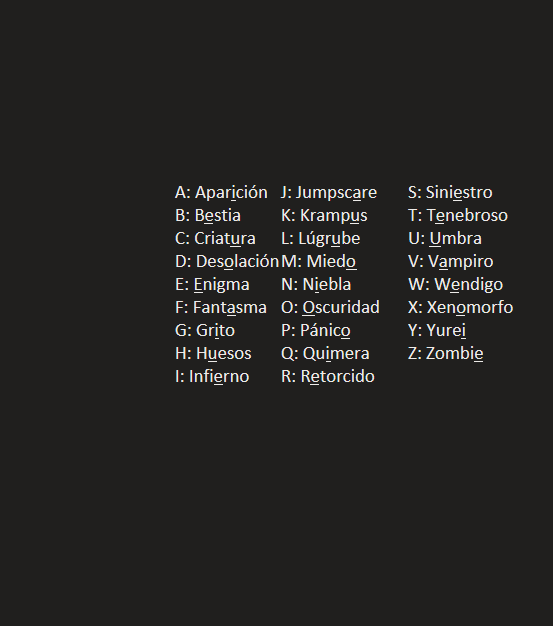 A: Aparición
B: Bestia
C: Criatura
D: Desolación
E: Enigma
F: Fantasma
G: Grito
H: Huesos
I: Infierno
J: Jumpscare
K: Krampus
L: Lúgrube
M: Miedo
N: Niebla
O: Oscuridad
P: Pánico
Q: Quimera
R: Retorcido
S: Siniestro
T: Tenebroso
U: Umbra
V: Vampiro
W: Wendigo
X: Xenomorfo
Y: Yurei
Z: Zombie